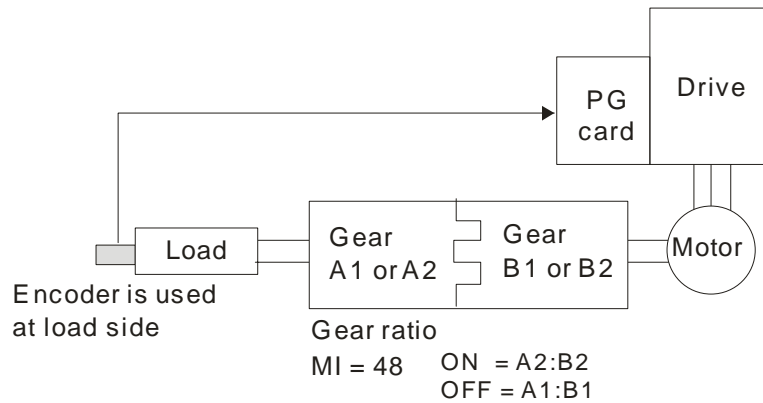 PG
card
Drive
Load
Gear
A1 or A2
Gear
B1 or B2
Motor
Encoder is used
at load side
Gear ratio
MI = 48 ON = A2:B2
OFF = A1:B1